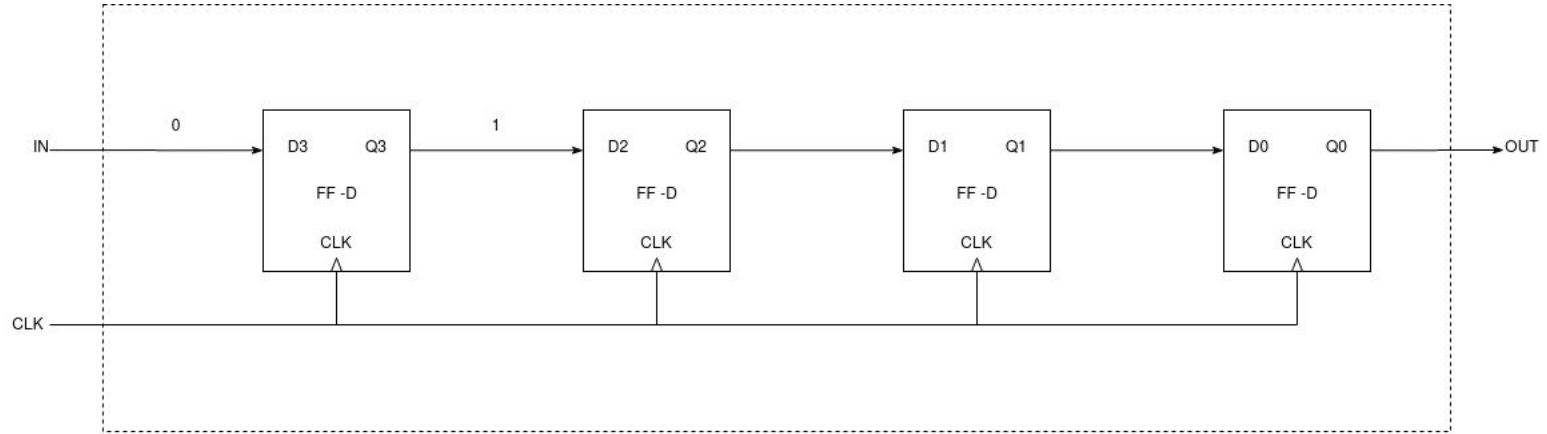 0 1
IN D3 Q3 D2 Q2 D1 Q1 D0 Q0 OUT
FF -D FF -D FF -D FF -D
CLK CLK CLK CLK
CLK